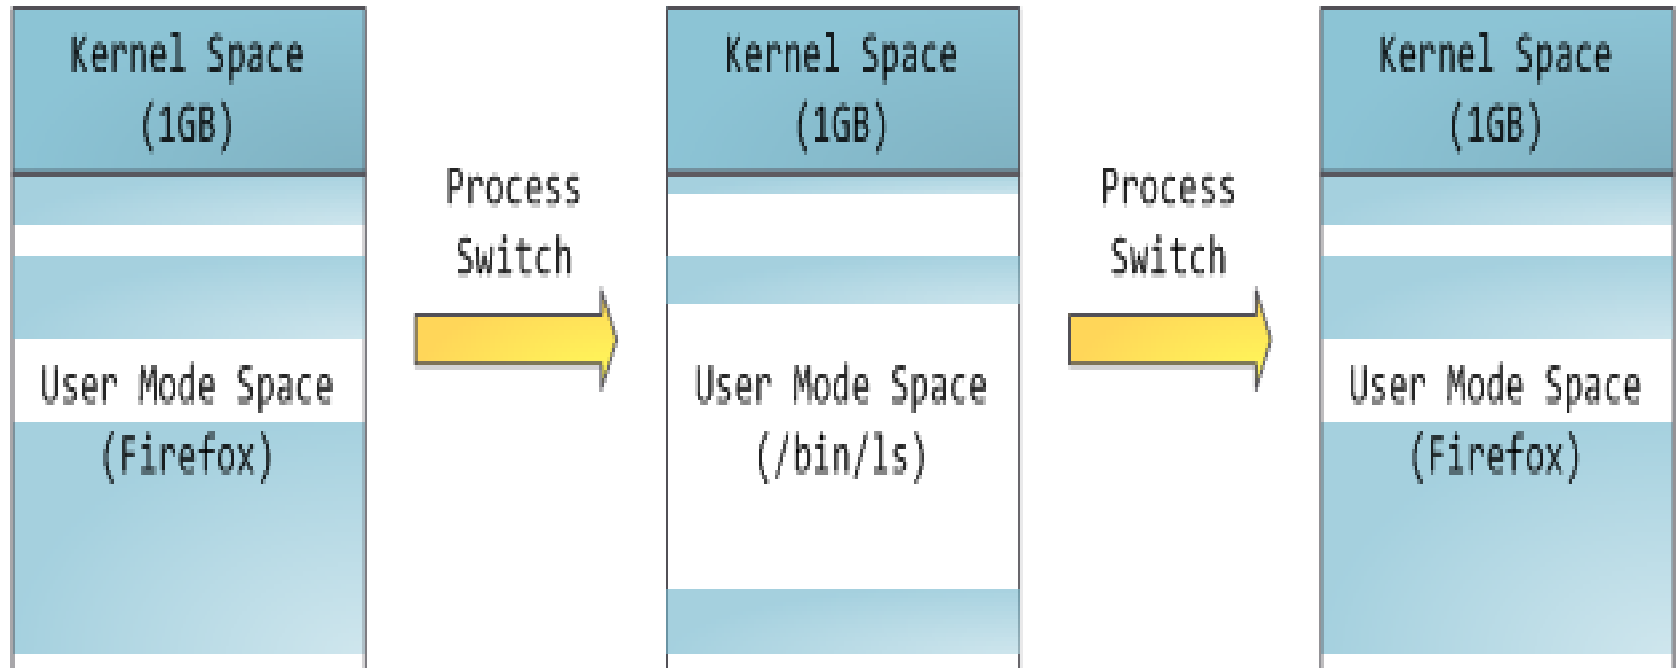 Kernel Space
(1GB)
User Mode Space
(Firefox)
Process
Switch
Kernel Space
(1GB)
User Mode Space
(/bin/ls)
Process
Switch
Kernel Space
(1GB)
User Mode Space
(Firefox)